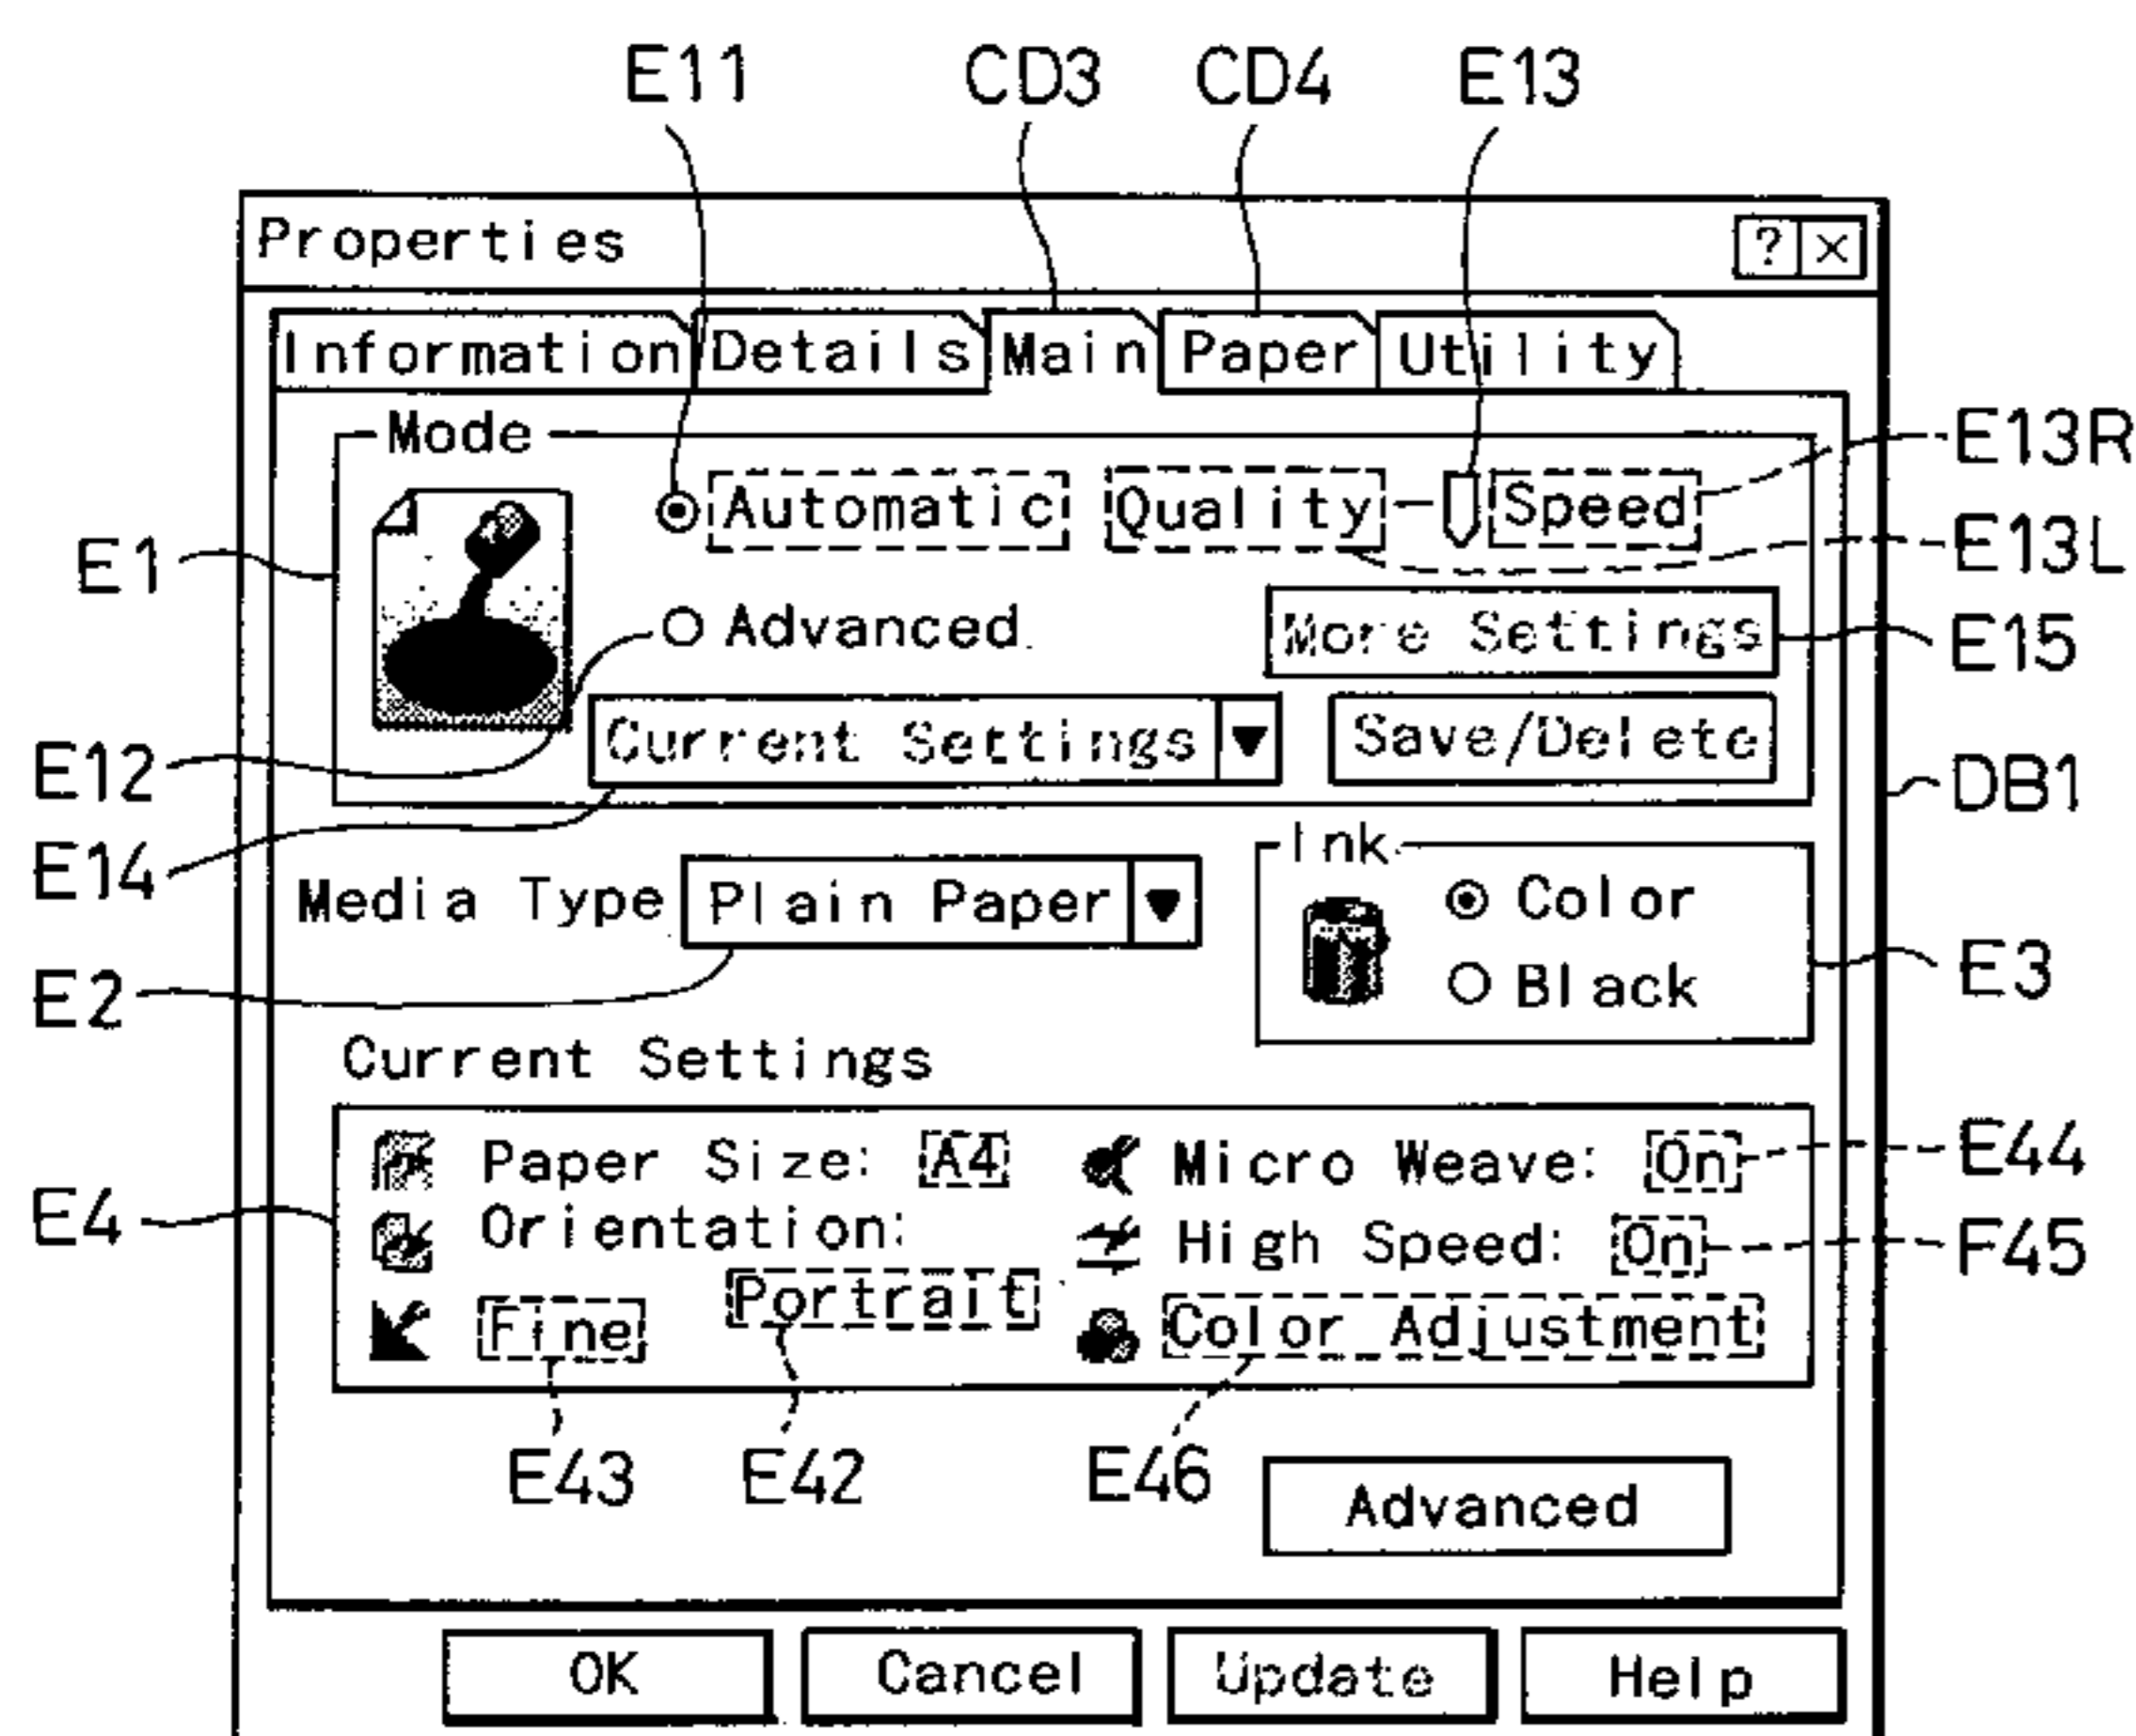 E11 CD3 CD4 E13
Properties ? ×
Information Details Main Paper Utility
Mode
Automatic Quality Speed
E13R
E13L
E1
Advanced
More Settings
E15
Current Settings ▼ Save/Delete
E12
DB1
E14
Media Type Plain Paper ▼
Ink
Color
Black
E3
E2
Current Settings
Paper Size: A4 Micro Weave: On
E44
E4
Orientation: High Speed: On
F45
Portrait
Fine Color Adjustment
E43 E42 E46
Advanced
OK Cancel Update Help